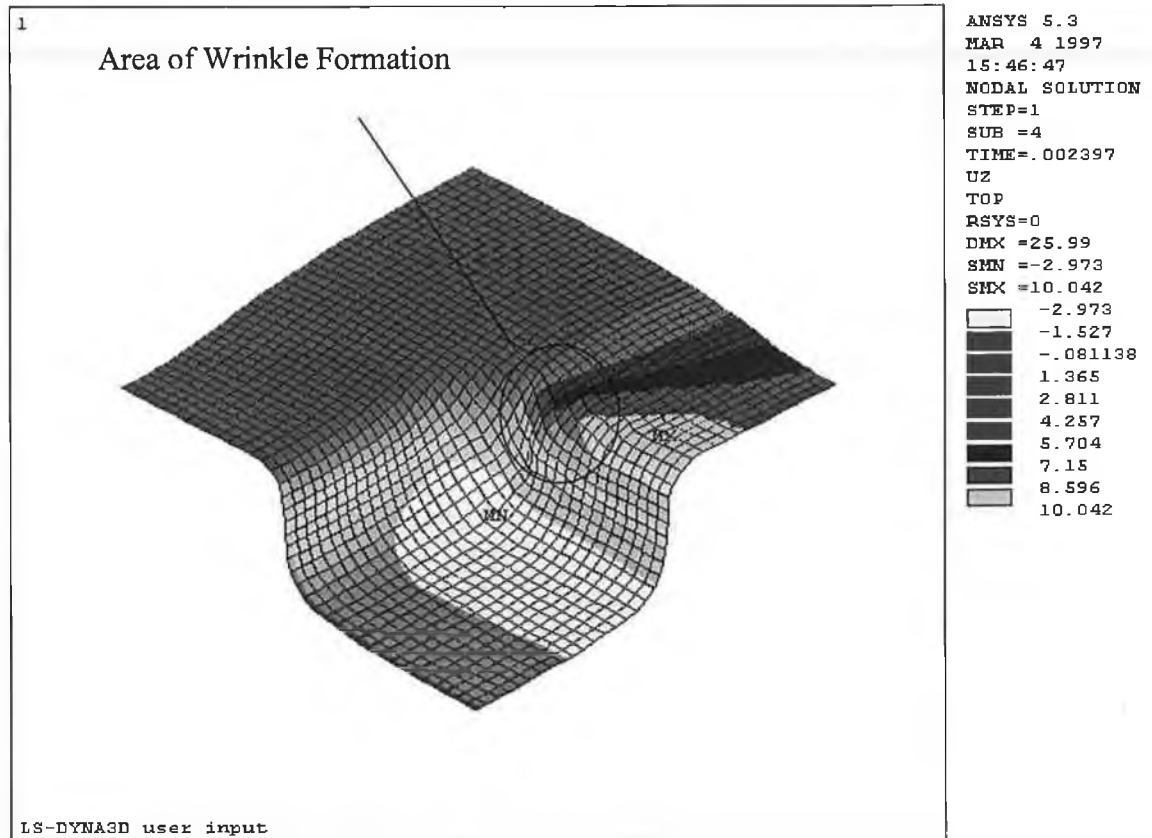 1
Area of Wrinkle Formation
MX
MN
LS-DYNA3D user input
ANSYS 5.3
MAR 4 1997
15:46:47
NODAL SOLUTION
STEP=1
SUB =4
TIME=.002397
UZ
TOP
RSYS=0
DMX =25.99
SMN =-2.973
SMX =10.042
-2.973
-1.527
-.081138
1.365
2.811
4.257
5.704
7.15
8.596
10.042